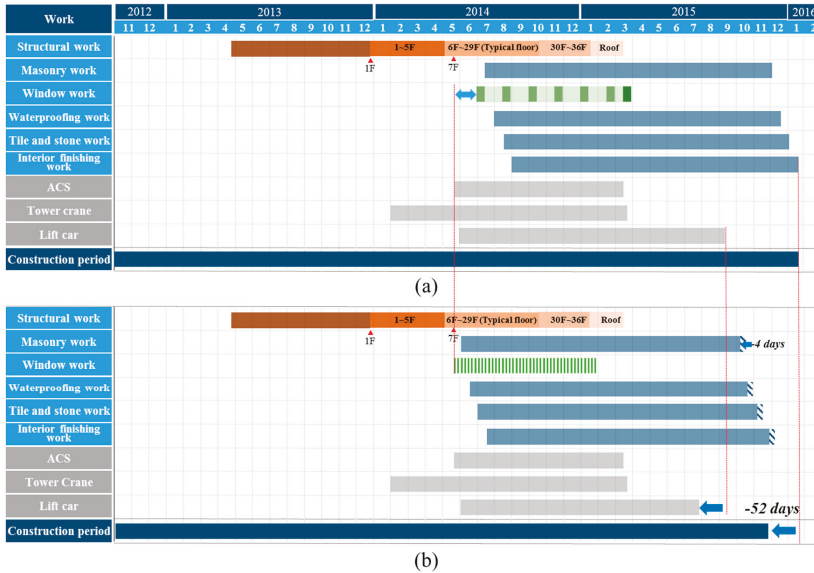 Work 2012 2013 2014 2015 2016
11 12 1 2 3 4 5 6 7 8 9 10 11 12 1 2 3 4 5 6 7 8 9 10 11 12 1 2 3 4 5 6 7 8 9 10 11 12 1 2
Structural work 1~5F 6F~29F (Typical floor) 30F~36F Roof
1F 7F
Masonry work
Window work
Waterproofing work
Tile and stone work
Interior finishing
work
ACS
Tower crane
Lift car
Construction period
(a)
Structural work 1~5F 6F~29F (Typical floor) 30F~36F Roof
1F 7F
Masonry work -4 days
Window work
Waterproofing work
Tile and stone work
Interior finishing
work
ACS
Tower Crane
Lift car -52 days
Construction period
(b)